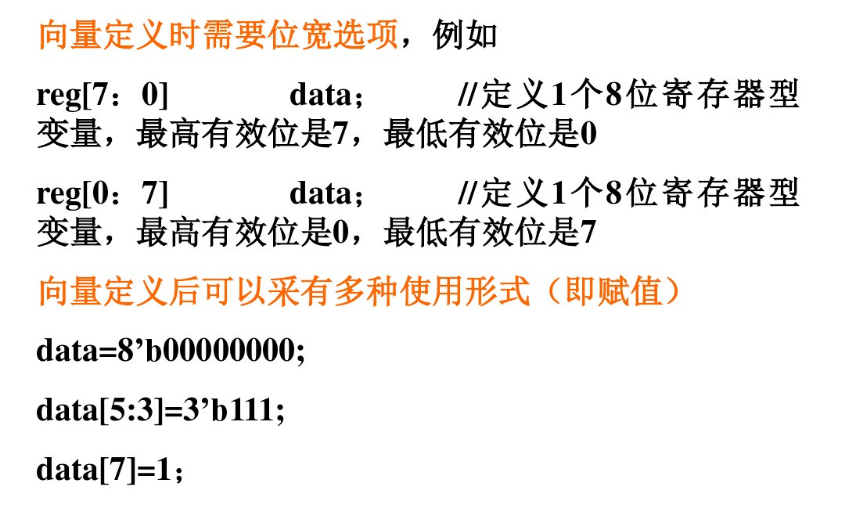 向量定义时需要位宽选项，例如
reg[7：0] data； //定义1个8位寄存器型
变量，最高有效位是7，最低有效位是0
reg[0：7] data； //定义1个8位寄存器型
变量，最高有效位是0，最低有效位是7
向量定义后可以采有多种使用形式（即赋值）
data=8’b00000000;
data[5:3]=3’b111;
data[7]=1；